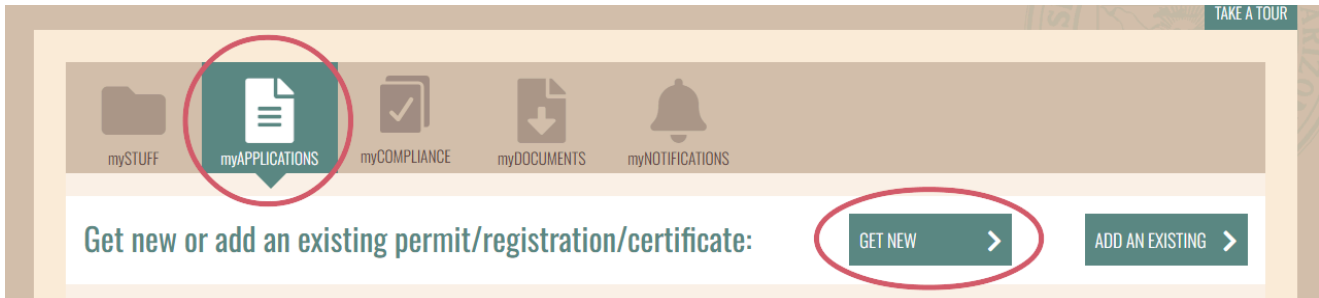 TAKE A TOUR
mySTUFF
myAPPLICATIONS
myCOMPLIANCE
myDOCUMENTS
myNOTIFICATIONS
Get new or add an existing permit/registration/certificate:
GET NEW
ADD AN EXISTING